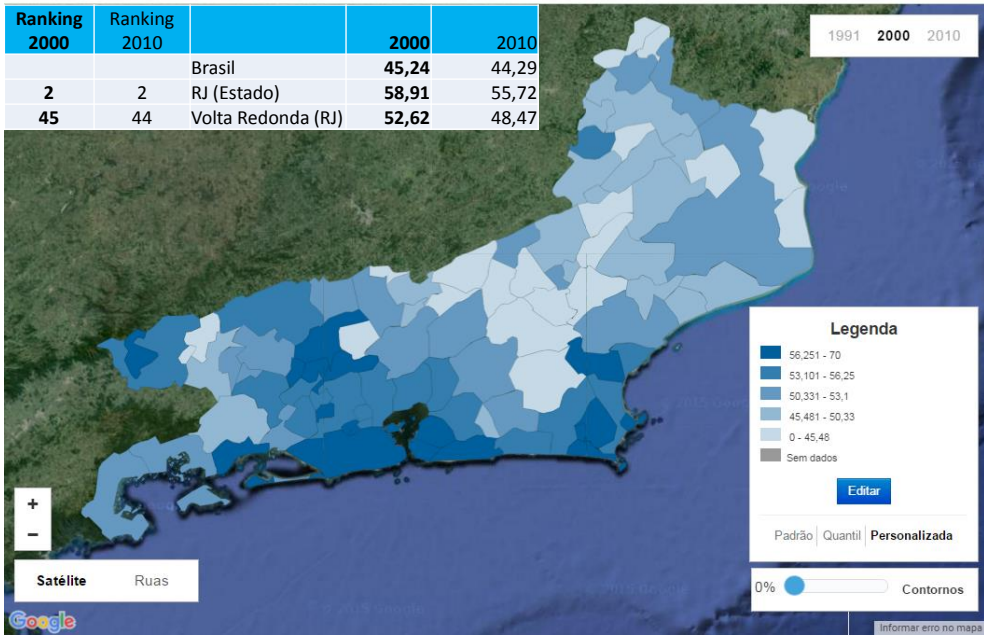 Ranking 2000 Ranking 2010 2000 2010
Brasil 45,24 44,29
2 2 RJ (Estado) 58,91 55,72
45 44 Volta Redonda (RJ) 52,62 48,47
1991 2000 2010
Legenda
56,251 - 70
53,101 - 56,25
50,331 - 53,1
45,481 - 50,33
0 - 45,48
Sem dados
Editar
Padrão Quantil Personalizada
+
−
Satélite Ruas
0% Contornos
Google
Informar erro no mapa